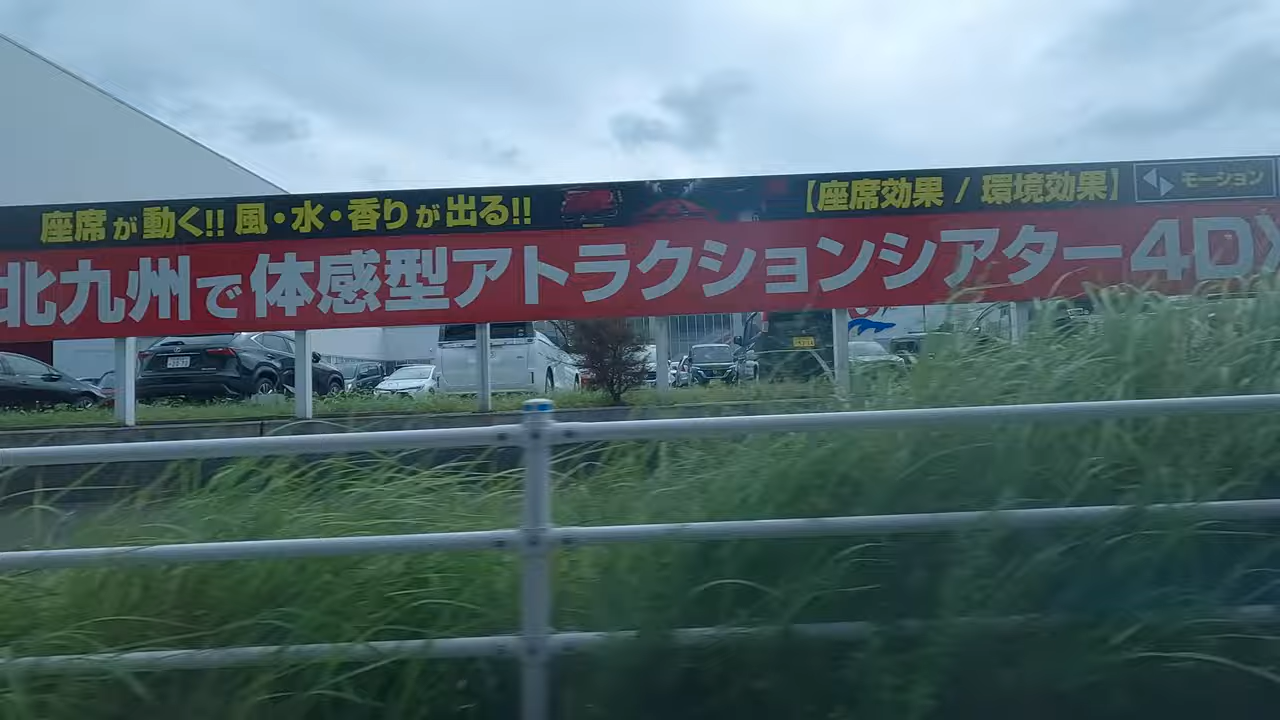 座席が動く!! 風・水・香りが出る!!
【座席効果 / 環境効果】
モーション
北九州で体感型アトラクションシアター4DX